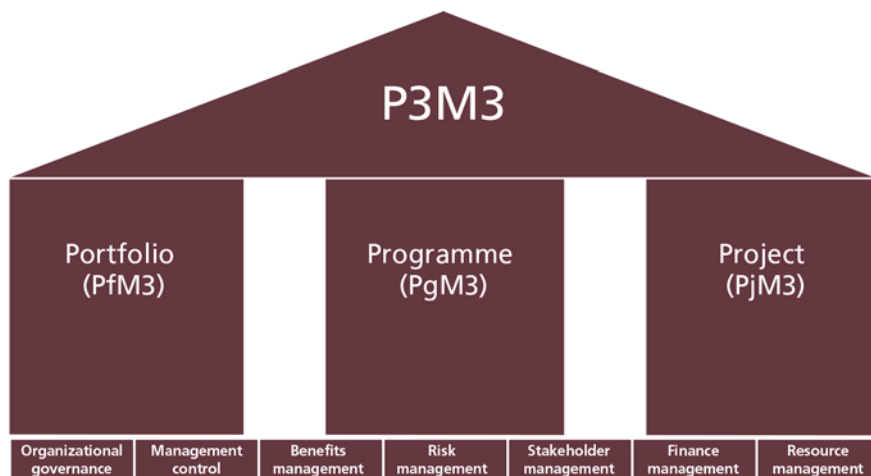 P3M3
Portfolio
(PfM3)
Programme
(PgM3)
Project
(PjM3)
Organizational
governance
Management
control
Benefits
management
Risk
management
Stakeholder
management
Finance
management
Resource
management